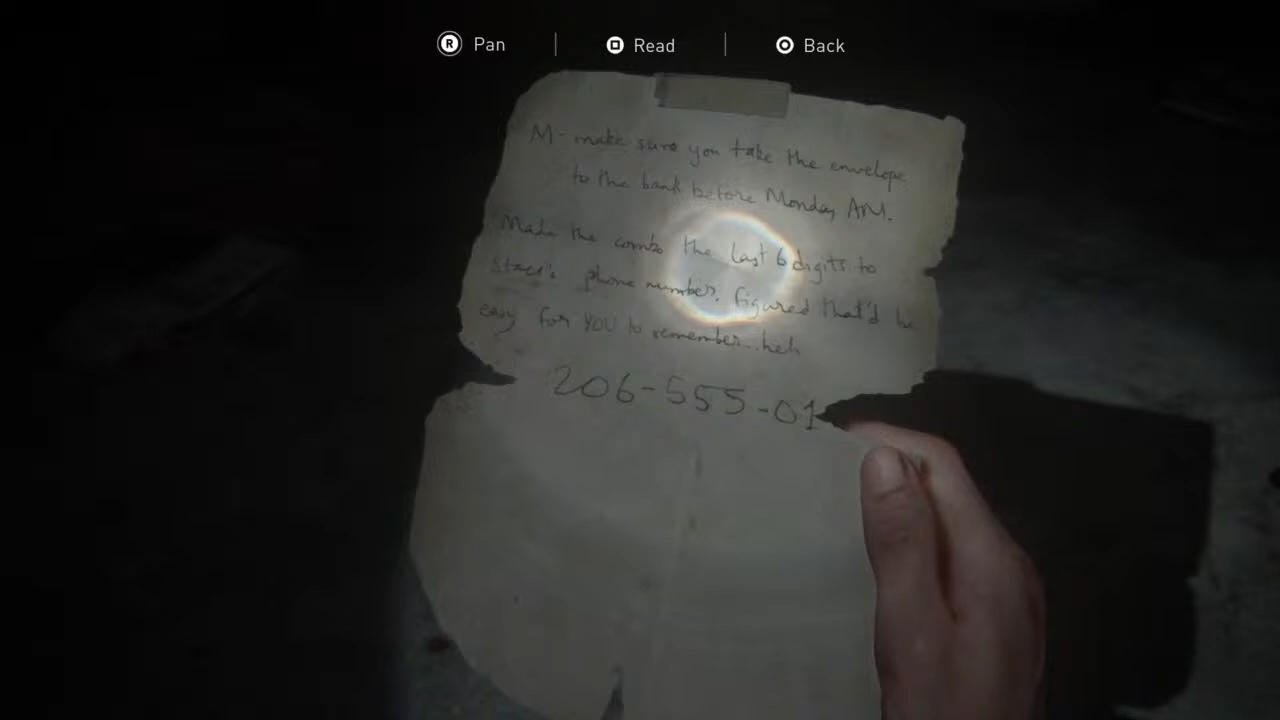 Pan Read Back
M- make sure you take the envelope
to the bank before Monday AM.
Made the combo the last 6 digits to
Staci's phone number. figured that'd be
easy for YOU to remember...heh
206-555-01